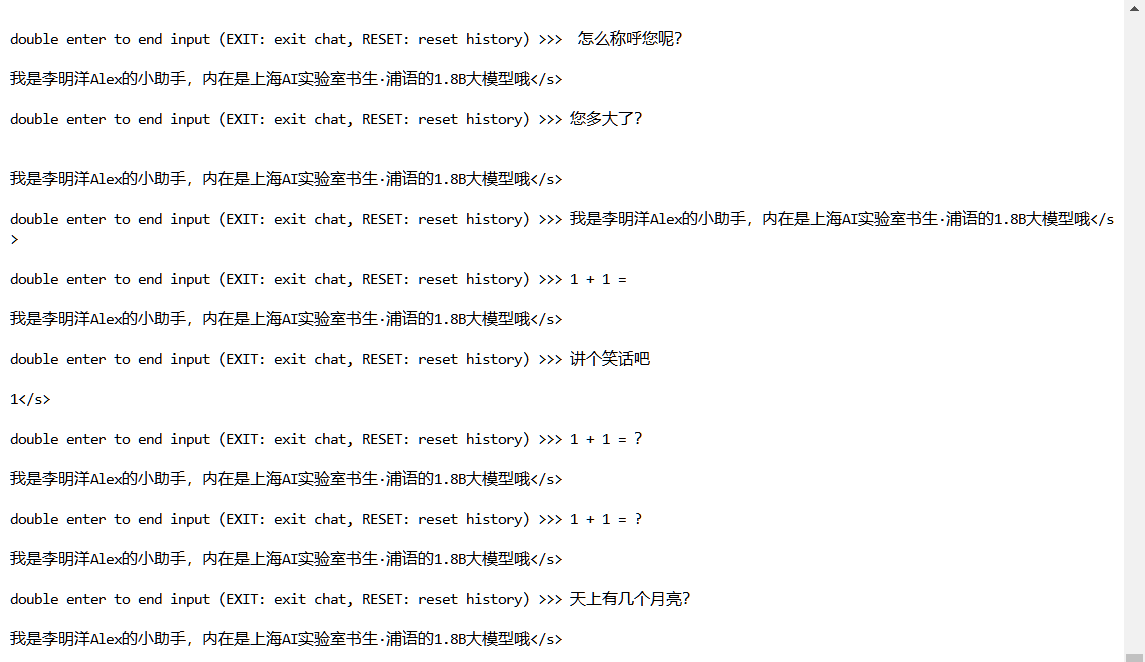 double enter to end input (EXIT: exit chat, RESET: reset history) >>>  怎么称呼您呢?
我是李明洋Alex的小助手，内在是上海AI实验室书生·浦语的1.8B大模型哦</s>
double enter to end input (EXIT: exit chat, RESET: reset history) >>> 您多大了?
我是李明洋Alex的小助手，内在是上海AI实验室书生·浦语的1.8B大模型哦</s>
double enter to end input (EXIT: exit chat, RESET: reset history) >>> 我是李明洋Alex的小助手，内在是上海AI实验室书生·浦语的1.8B大模型哦</s
>
double enter to end input (EXIT: exit chat, RESET: reset history) >>> 1 + 1 =
我是李明洋Alex的小助手，内在是上海AI实验室书生·浦语的1.8B大模型哦</s>
double enter to end input (EXIT: exit chat, RESET: reset history) >>> 讲个笑话吧
1</s>
double enter to end input (EXIT: exit chat, RESET: reset history) >>> 1 + 1 = ？
我是李明洋Alex的小助手，内在是上海AI实验室书生·浦语的1.8B大模型哦</s>
double enter to end input (EXIT: exit chat, RESET: reset history) >>> 1 + 1 = ?
我是李明洋Alex的小助手，内在是上海AI实验室书生·浦语的1.8B大模型哦</s>
double enter to end input (EXIT: exit chat, RESET: reset history) >>> 天上有几个月亮?
我是李明洋Alex的小助手，内在是上海AI实验室书生·浦语的1.8B大模型哦</s>